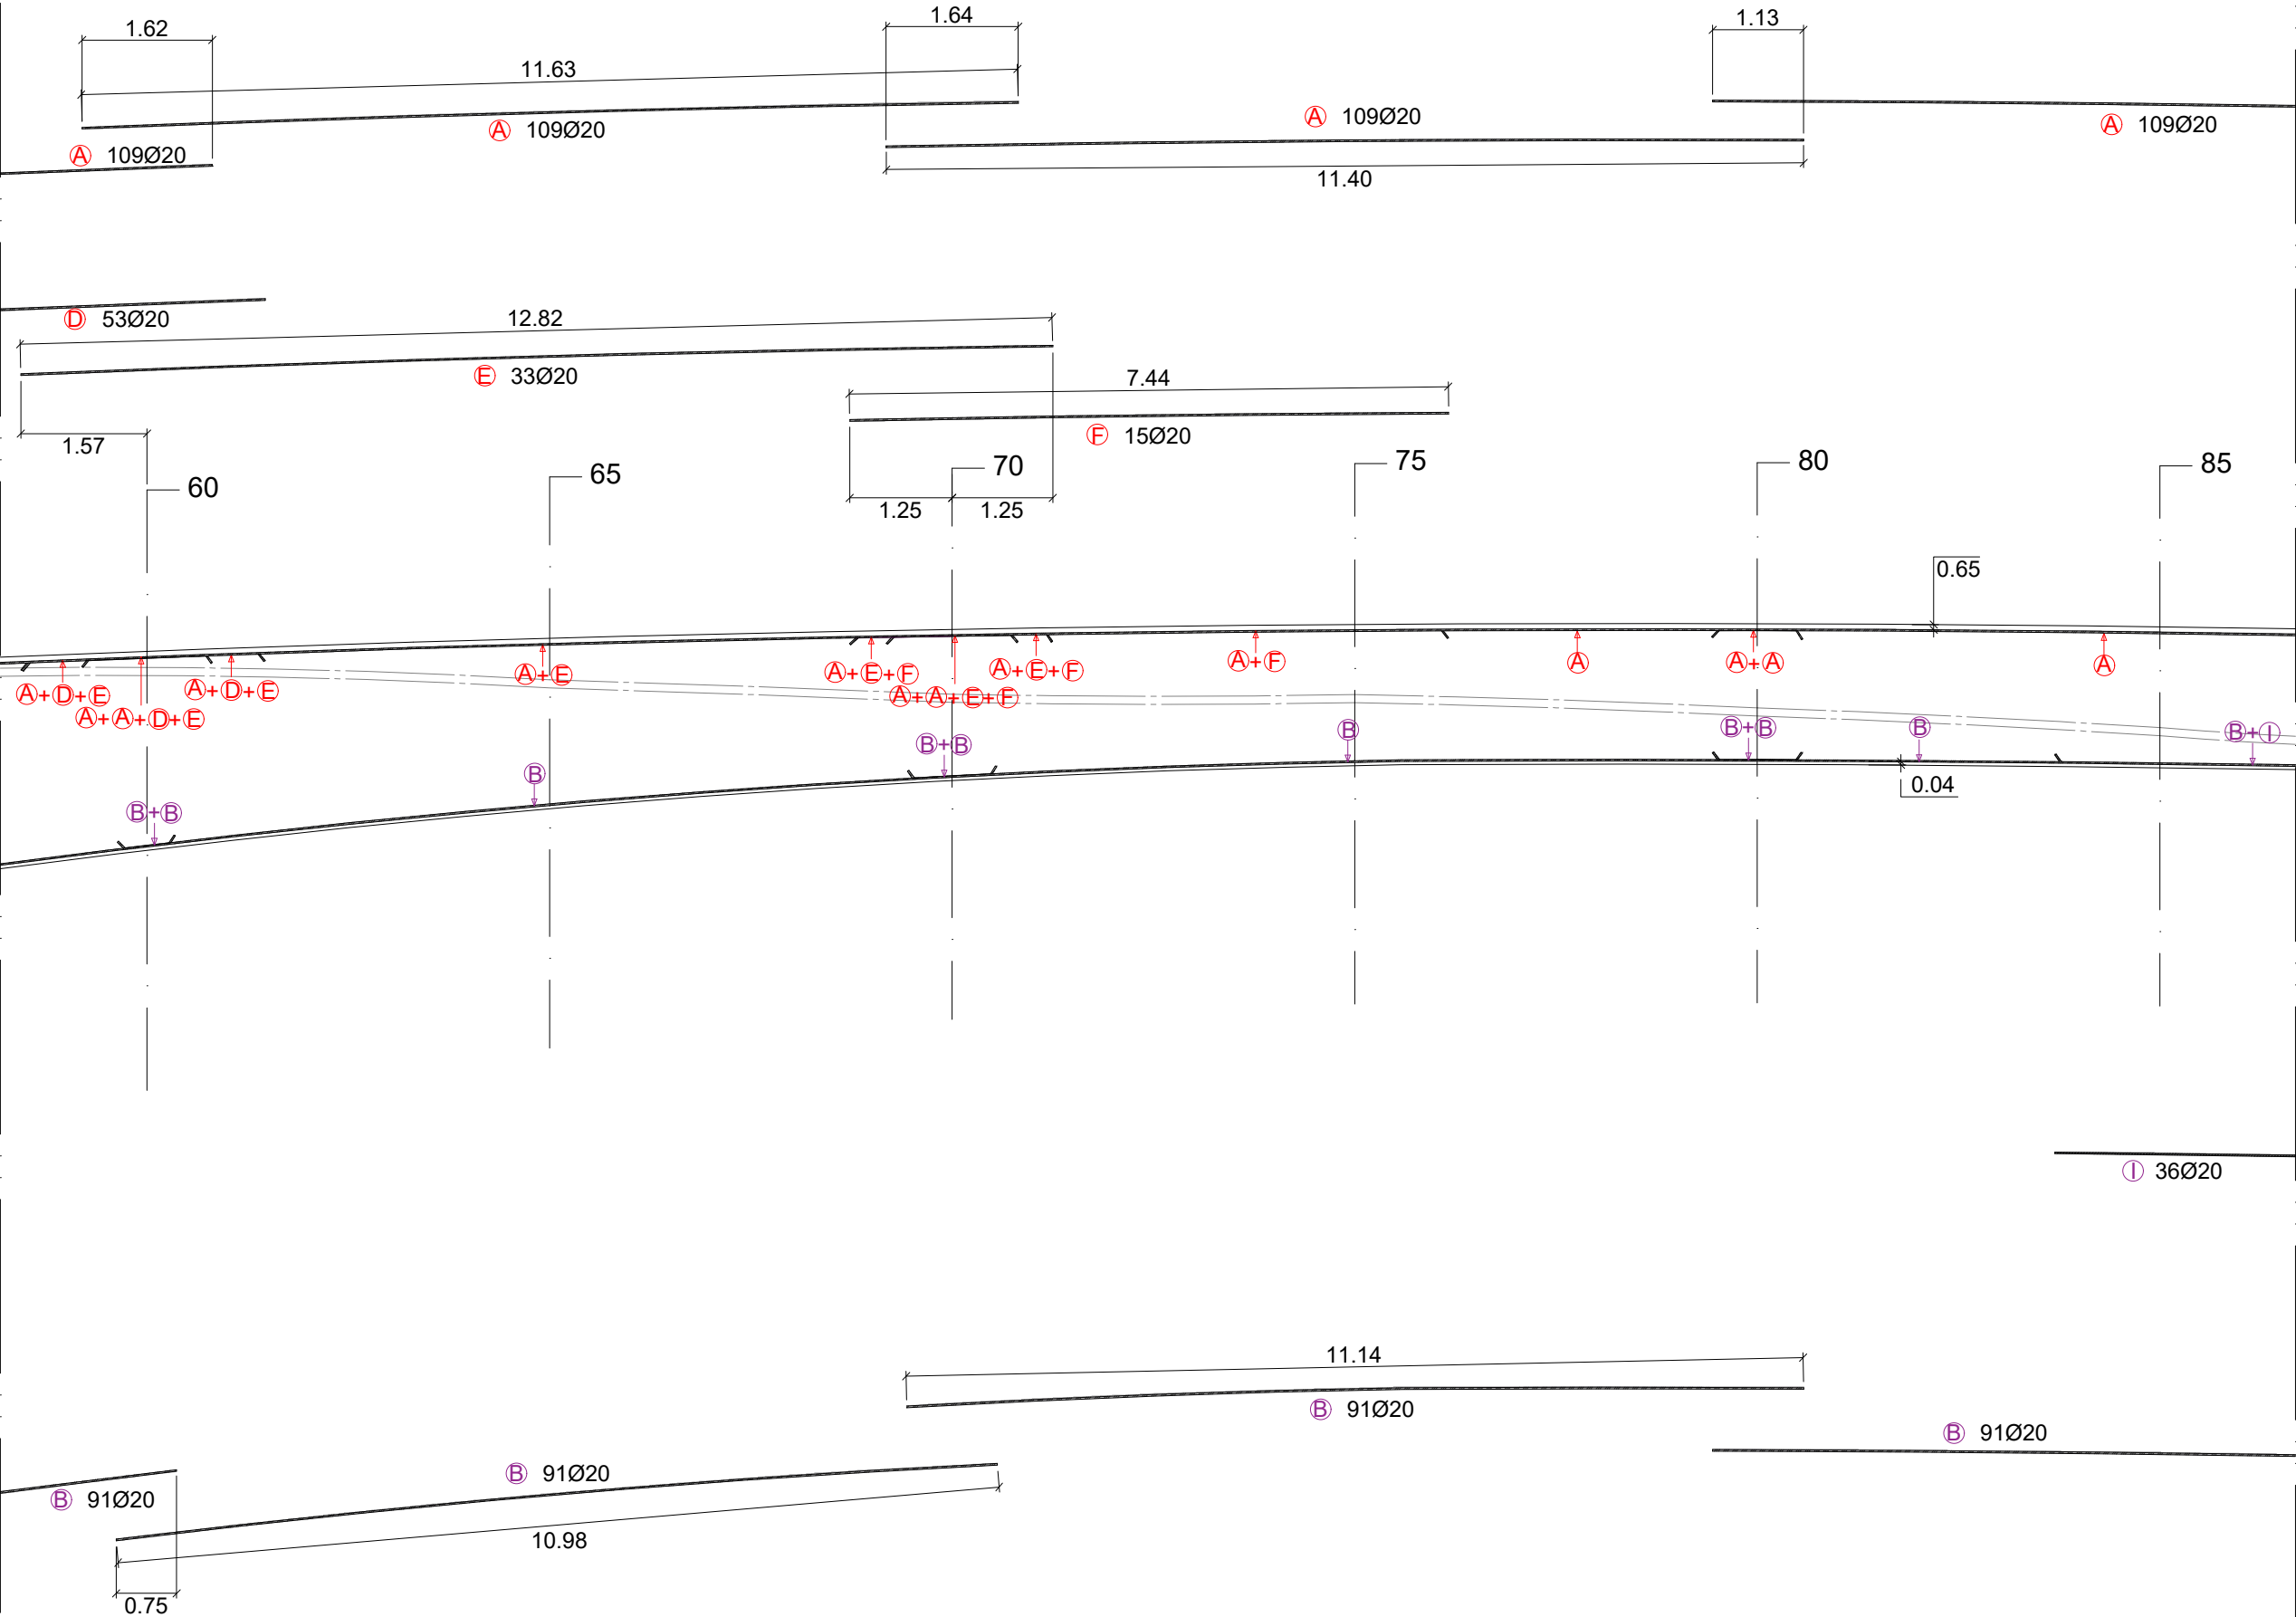 1.62
1.64
1.13
11.63
A 109Ø20
A 109Ø20
A 109Ø20
A 109Ø20
11.40
D 53Ø20
12.82
E 33Ø20
7.44
F 15Ø20
1.57
60
65
70
75
80
85
1.25
1.25
0.65
A+D+E
A+A+D+E
A+D+E
A+E
A+E+F
A+A+E+F
A+E+F
A+F
A
A+A
A
B+B
B
B+B
B
B+B
B
B+I
0.04
I 36Ø20
11.14
B 91Ø20
B 91Ø20
B 91Ø20
B 91Ø20
10.98
0.75